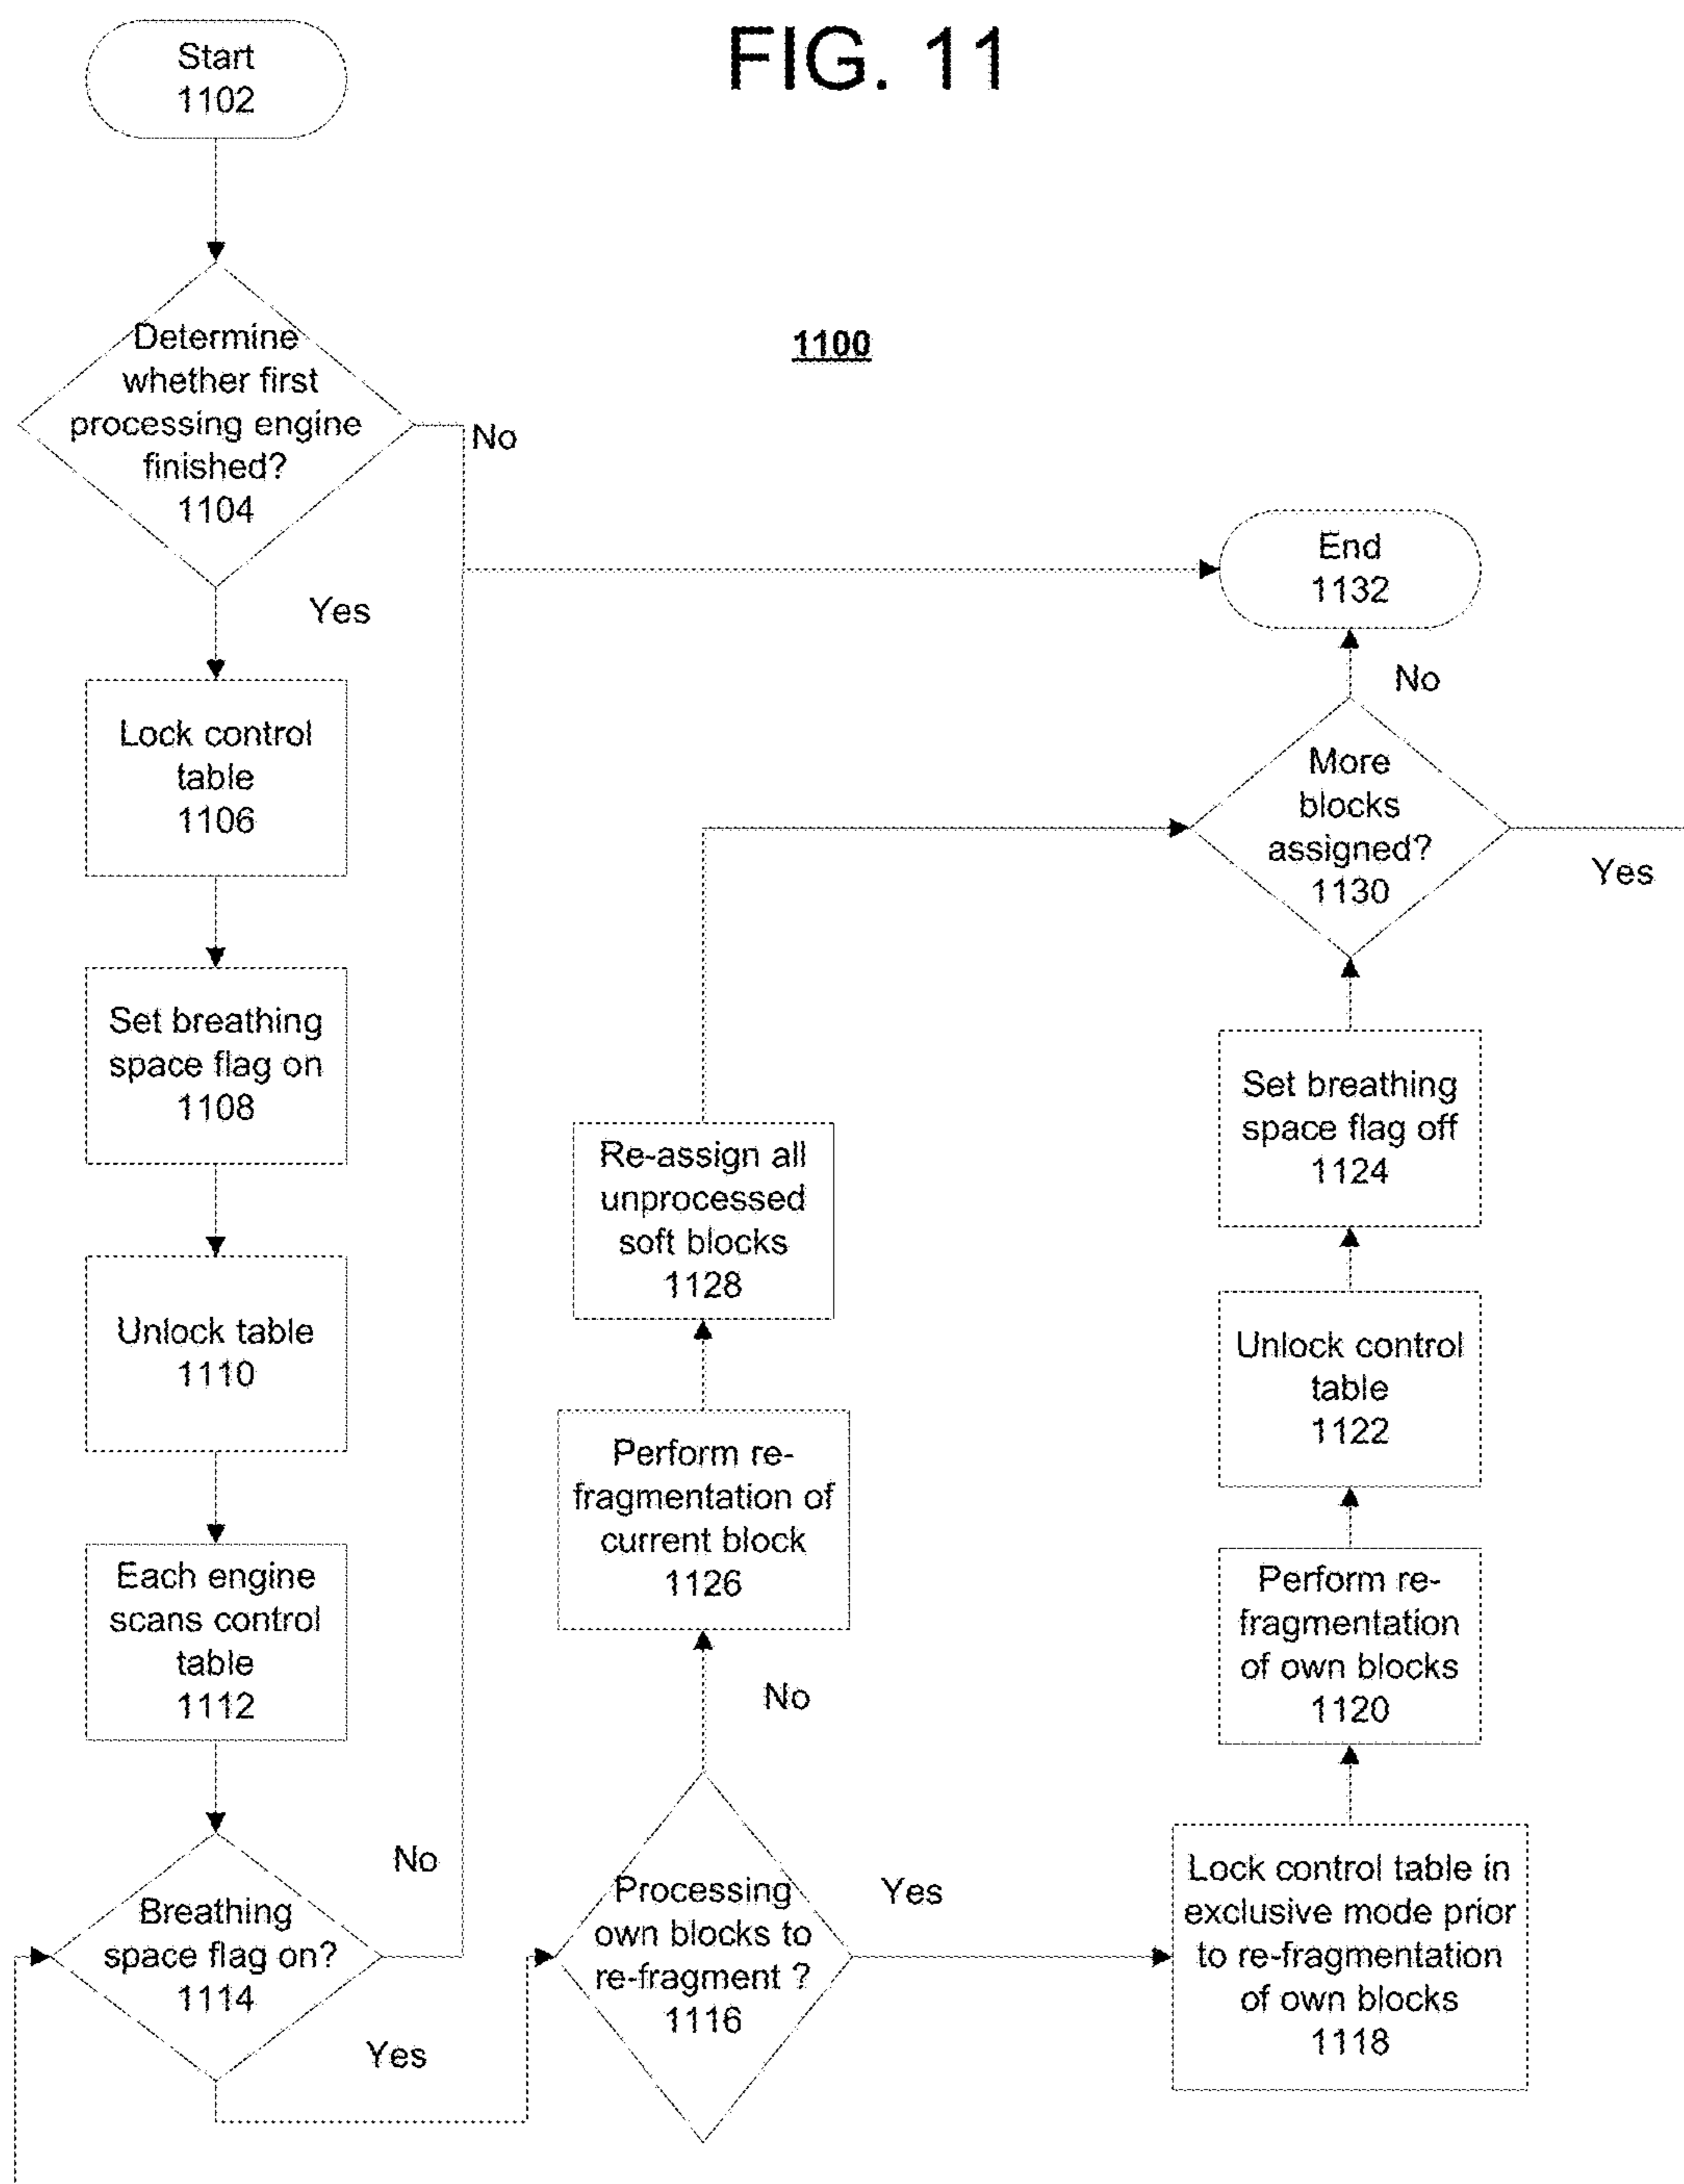 FIG. 11
1100
Start
1102
Determine
whether first
processing engine
finished?
1104
No
Yes
Lock control
table
1106
Set breathing
space flag on
1108
Unlock table
1110
Each engine
scans control
table
1112
Breathing
space flag on?
1114
No
Yes
Processing
own blocks to
re-fragment ?
1116
No
Yes
Perform re-
fragmentation of
current block
1126
Re-assign all
unprocessed
soft blocks
1128
Lock control table in
exclusive mode prior
to re-fragmentation
of own blocks
1118
Perform re-
fragmentation
of own blocks
1120
Unlock control
table
1122
Set breathing
space flag off
1124
More
blocks
assigned?
1130
Yes
No
End
1132